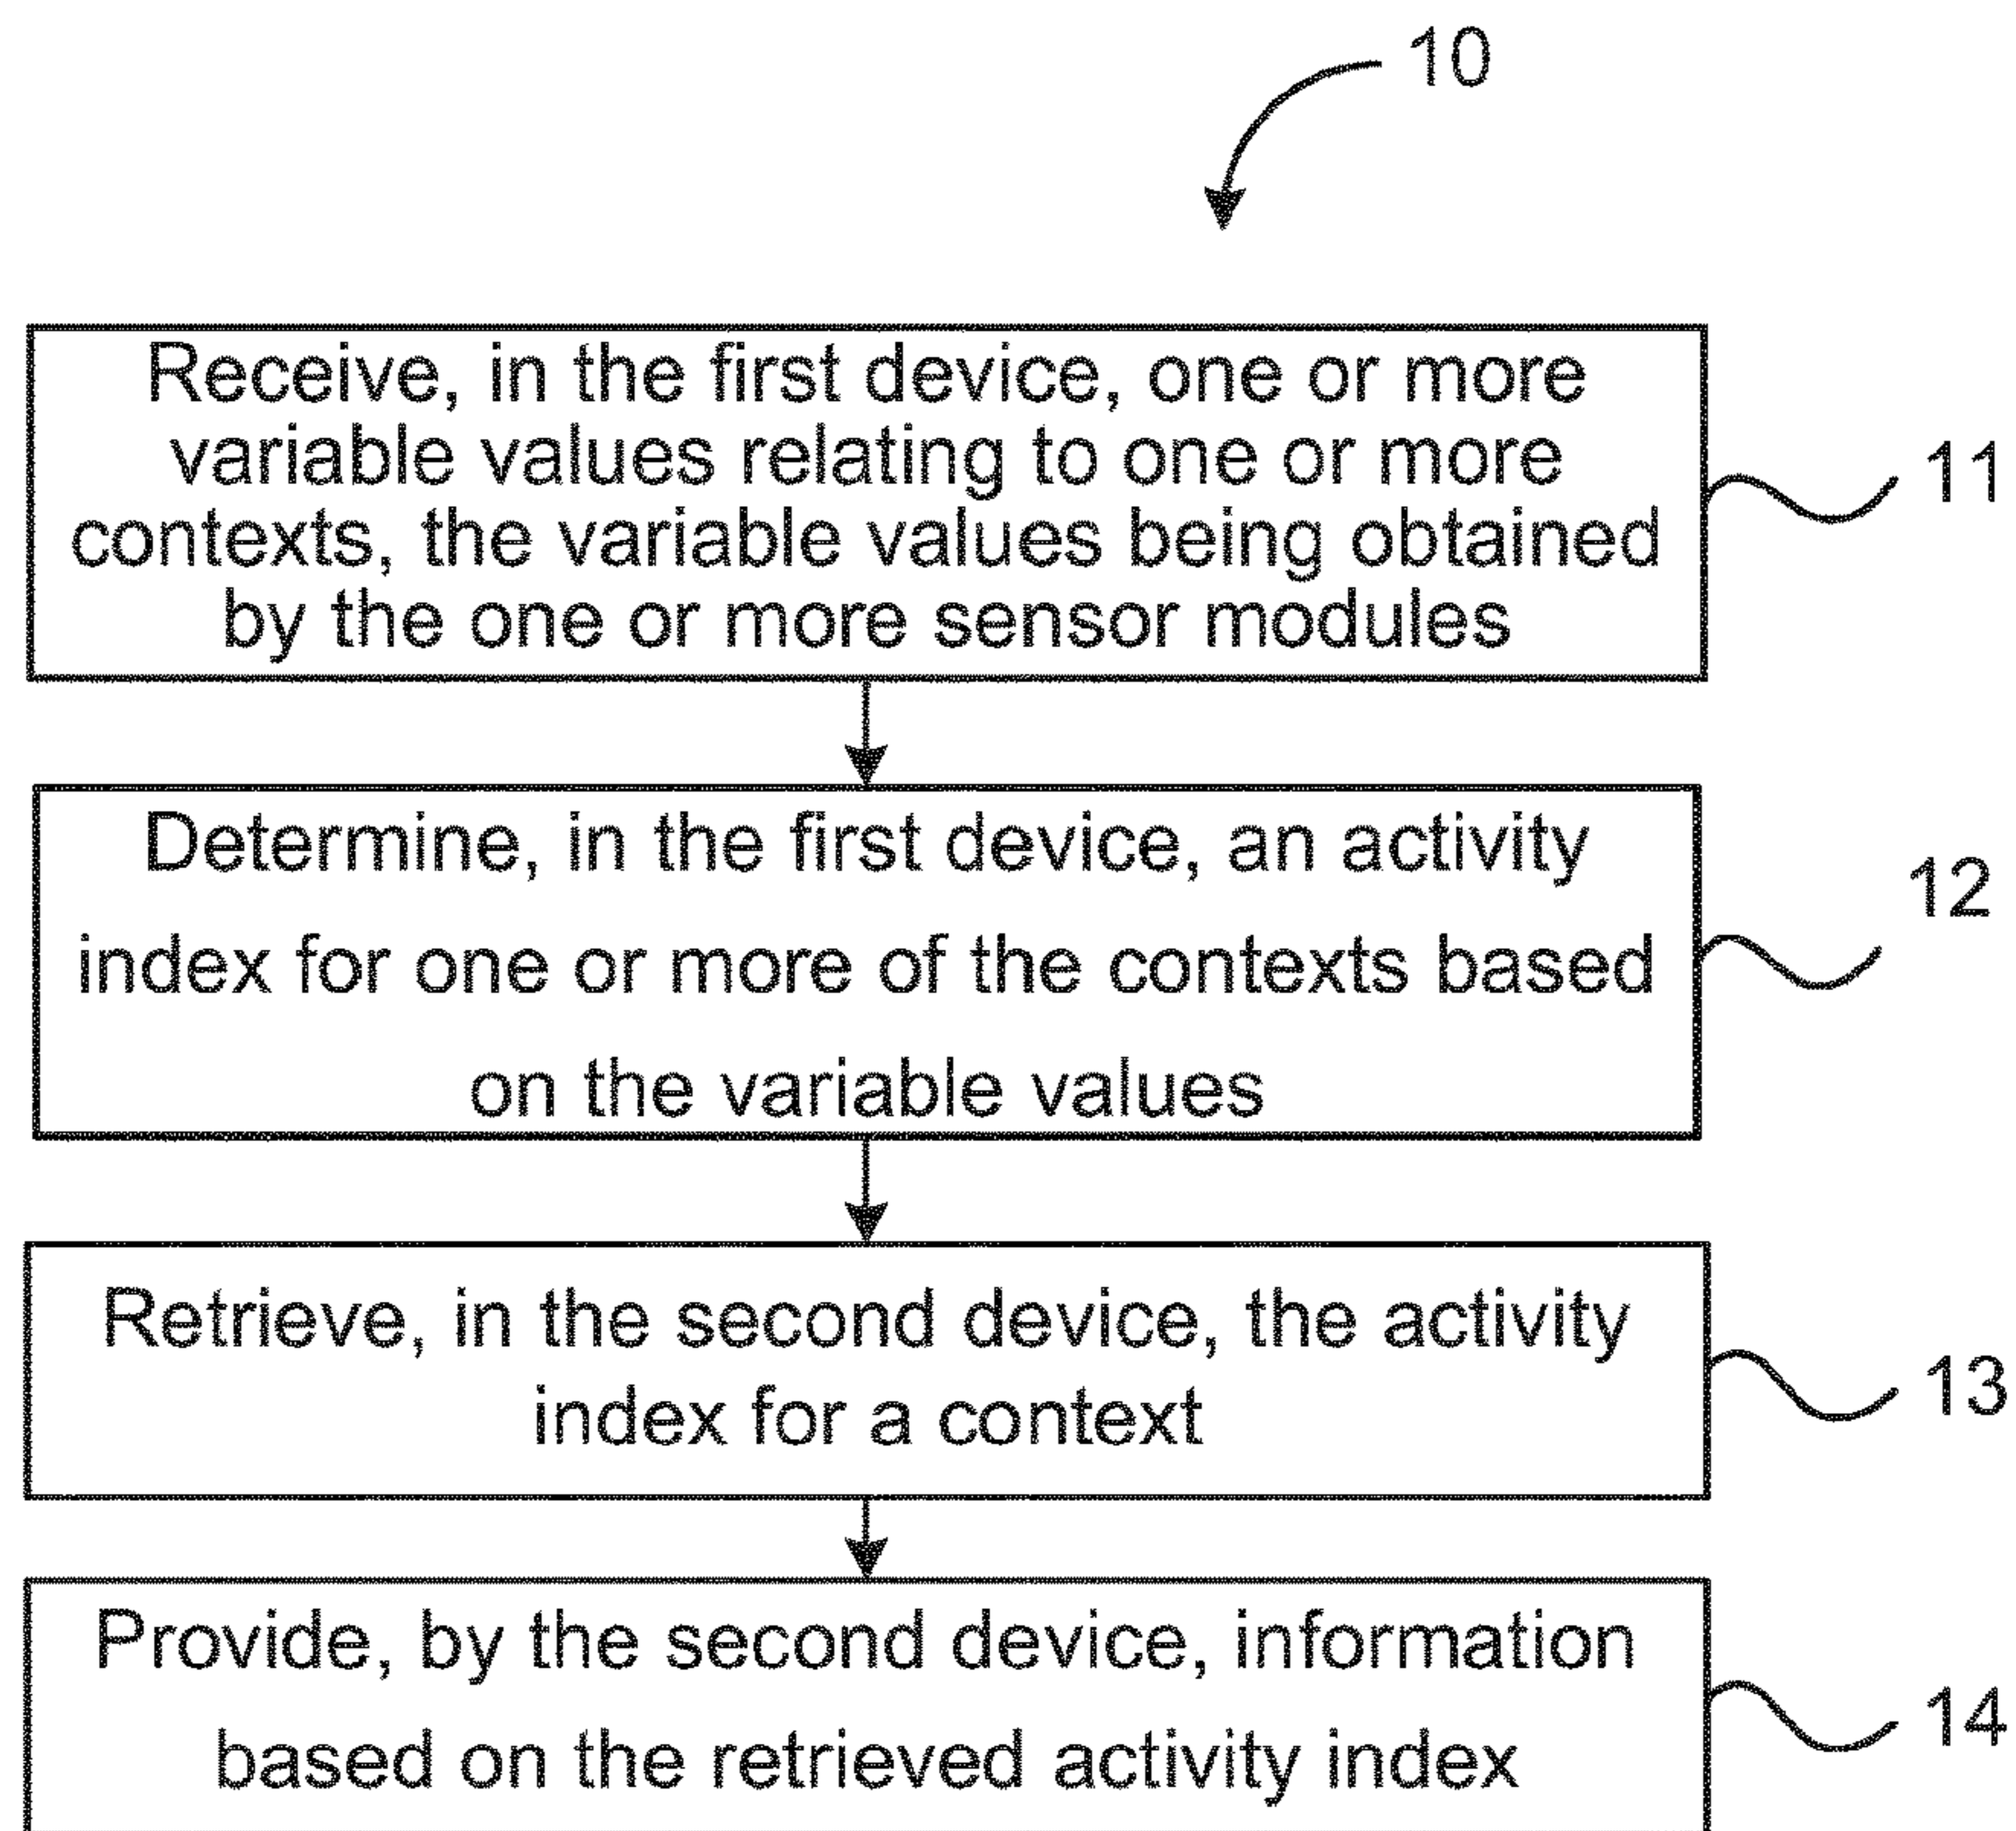 10
Receive, in the first device, one or more
variable values relating to one or more
contexts, the variable values being obtained
by the one or more sensor modules
11
Determine, in the first device, an activity
index for one or more of the contexts based
on the variable values
12
Retrieve, in the second device, the activity
index for a context
13
Provide, by the second device, information
based on the retrieved activity index
14